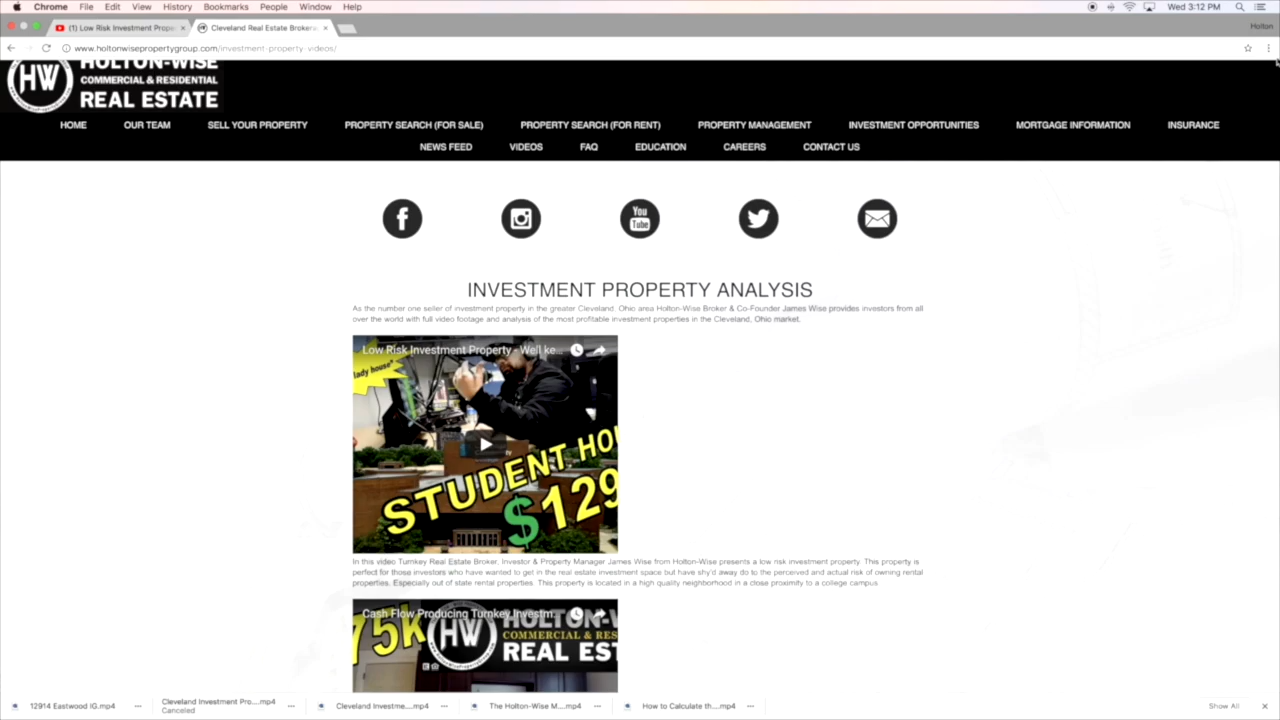 Chrome File Edit View History Bookmarks People Window Help Wed 3:12 PM
(1) Low Risk Investment Prope Cleveland Real Estate Brokera Holton
www.holtonwisepropertygroup.com/investment-property-videos/
HW HOLTON-WISE
COMMERCIAL & RESIDENTIAL
REAL ESTATE
HOME OUR TEAM SELL YOUR PROPERTY PROPERTY SEARCH (FOR SALE) PROPERTY SEARCH (FOR RENT) PROPERTY MANAGEMENT INVESTMENT OPPORTUNITIES MORTGAGE INFORMATION INSURANCE
NEWS FEED VIDEOS FAQ EDUCATION CAREERS CONTACT US
You
Tube
INVESTMENT PROPERTY ANALYSIS
As the number one seller of investment property in the greater Cleveland, Ohio area Holton-Wise Broker & Co-Founder James Wise provides investors from all
over the world with full video footage and analysis of the most profitable investment properties in the Cleveland, Ohio market.
Low Risk Investment Property - Well ke...
lady house"
STUDENT HOU
$129
In this video Turnkey Real Estate Broker, Investor & Property Manager James Wise from Holton-Wise presents a low risk investment property. This property is
perfect for those investors who have wanted to get in the real estate investment space but have shy'd away do to the perceived and actual risk of owning rental
properties. Especially out of state rental properties. This property is located in a high quality neighborhood in a close proximity to a college campus
Cash Flow Producing Turnkey Investm...
75k HW HOLTON-W
COMMERCIAL & RES
REAL EST
12914 Eastwood IG.mp4 Cleveland Investment Pro....mp4 Cleveland Investme....mp4 The Holton-Wise M....mp4 How to Calculate th....mp4 Show All
Canceled